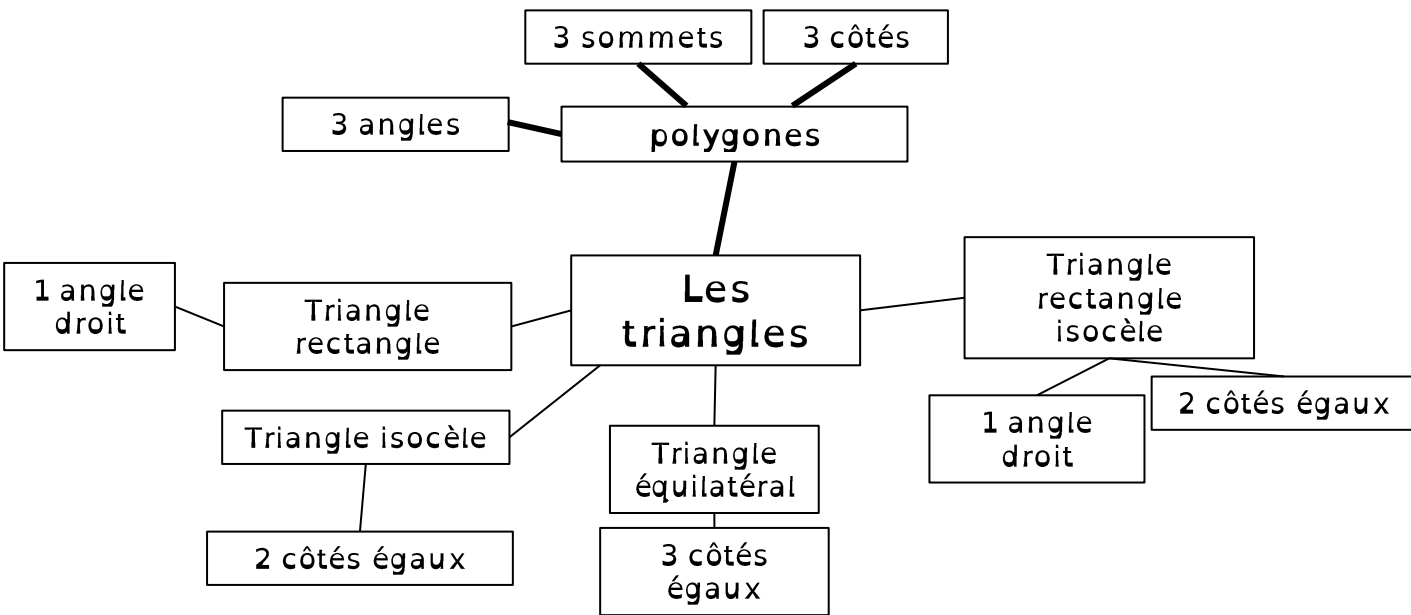 3 sommets
3 côtés
3 angles
polygones
Les
triangles
1 angle
droit
Triangle
rectangle
Triangle
rectangle
isocèle
1 angle
droit
2 côtés égaux
Triangle isocèle
2 côtés égaux
Triangle
équilatéral
3 côtés
égaux